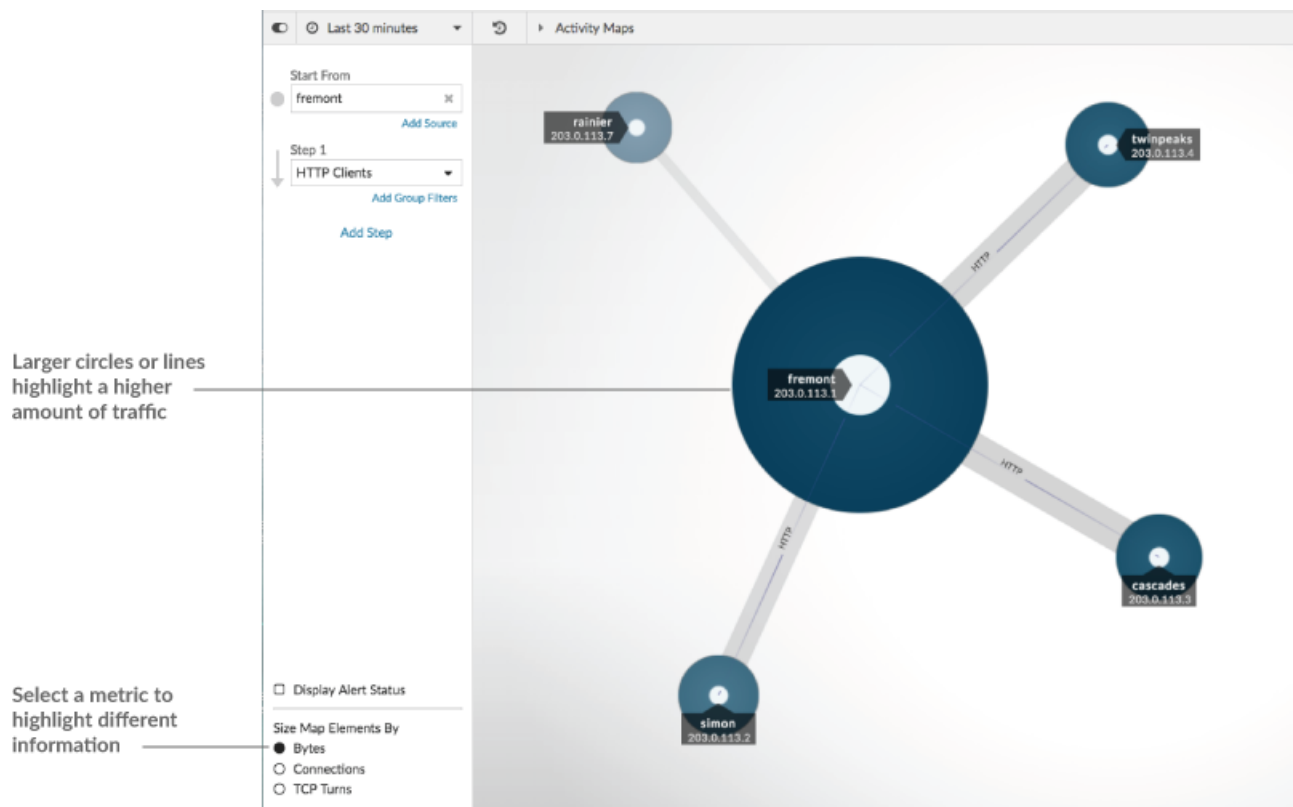 Last 30 minutes
Activity Maps
Start From
fremont
Add Source
Step 1
HTTP Clients
Add Group Filters
Add Step
rainier
203.0.113.7
twinpeaks
203.0.113.4
HTTP
fremont
203.0.113.1
HTTP
HTTP
cascades
203.0.113.3
simon
203.0.113.2
Larger circles or lines
highlight a higher
amount of traffic
Display Alert Status
Select a metric to
highlight different
information
Size Map Elements By
Bytes
Connections
TCP Turns